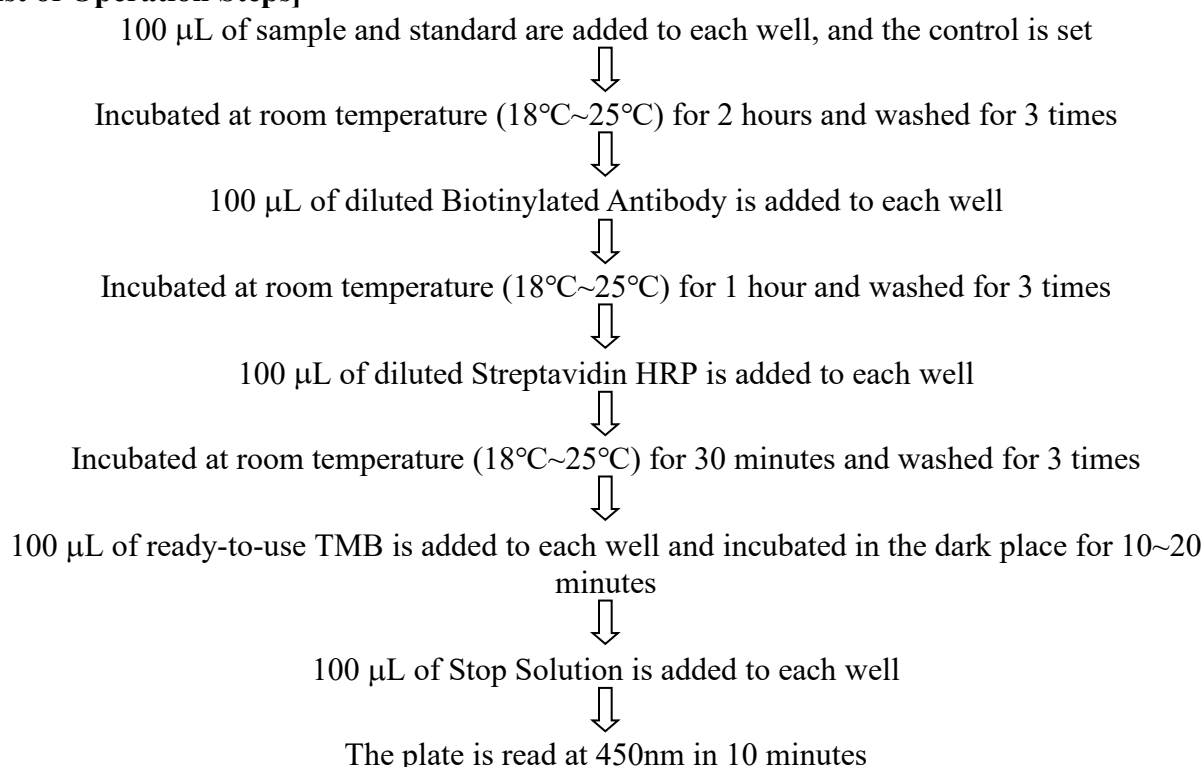 of Operation Steps]
100 μL of sample and standard are added to each well, and the control is set
Incubated at room temperature (18℃~25℃) for 2 hours and washed for 3 times
100 μL of diluted Biotinylated Antibody is added to each well
Incubated at room temperature (18℃~25℃) for 1 hour and washed for 3 times
100 μL of diluted Streptavidin HRP is added to each well
Incubated at room temperature (18℃~25℃) for 30 minutes and washed for 3 times
100 μL of ready-to-use TMB is added to each well and incubated in the dark place for 10~20
minutes
100 μL of Stop Solution is added to each well
The plate is read at 450nm in 10 minutes